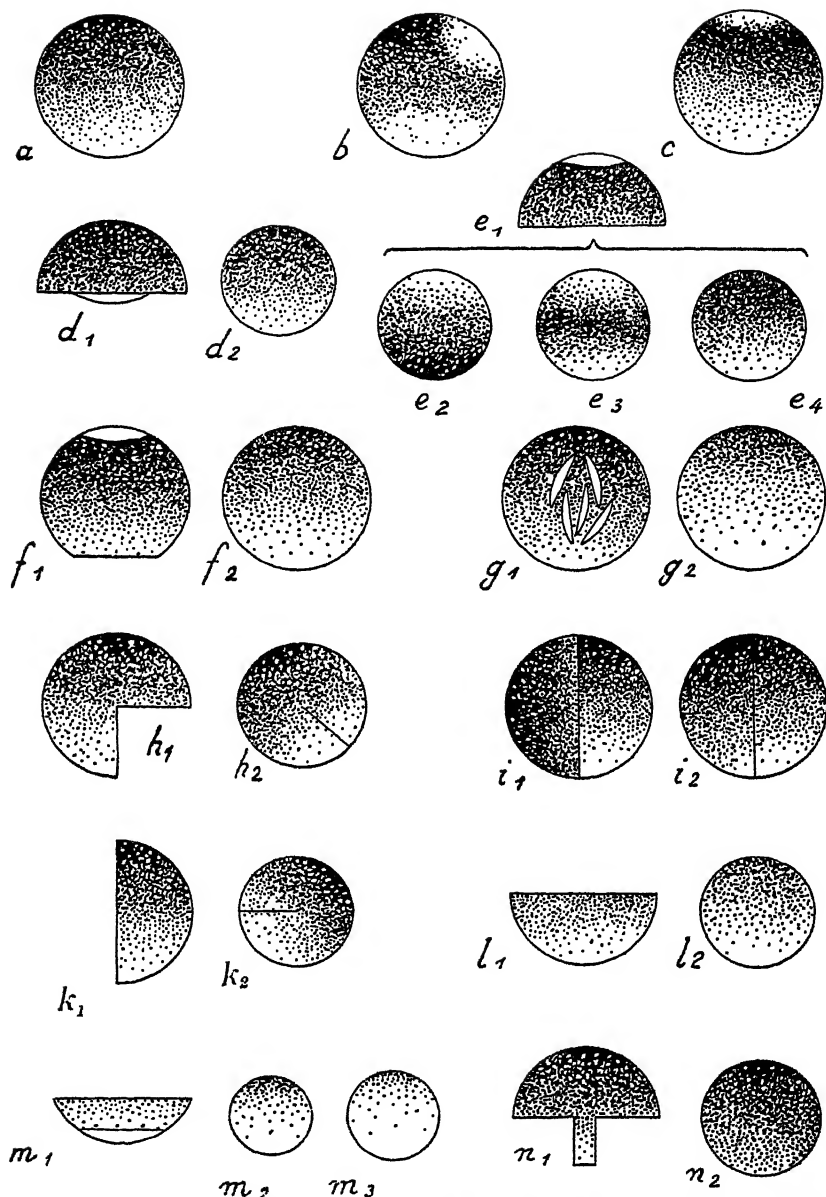 a b c
e₁
d₁ d₂
e₂ e₃ e₄
f₁ f₂ g₁ g₂
h₁ h₂ i₁ i₂
k₁ k₂ l₁ l₂
m₁ m₂ m₃ n₁ n₂